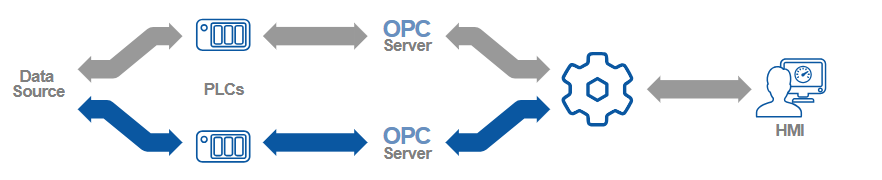 OPC
Server
Data
Source
PLCs
OPC
Server
HMI